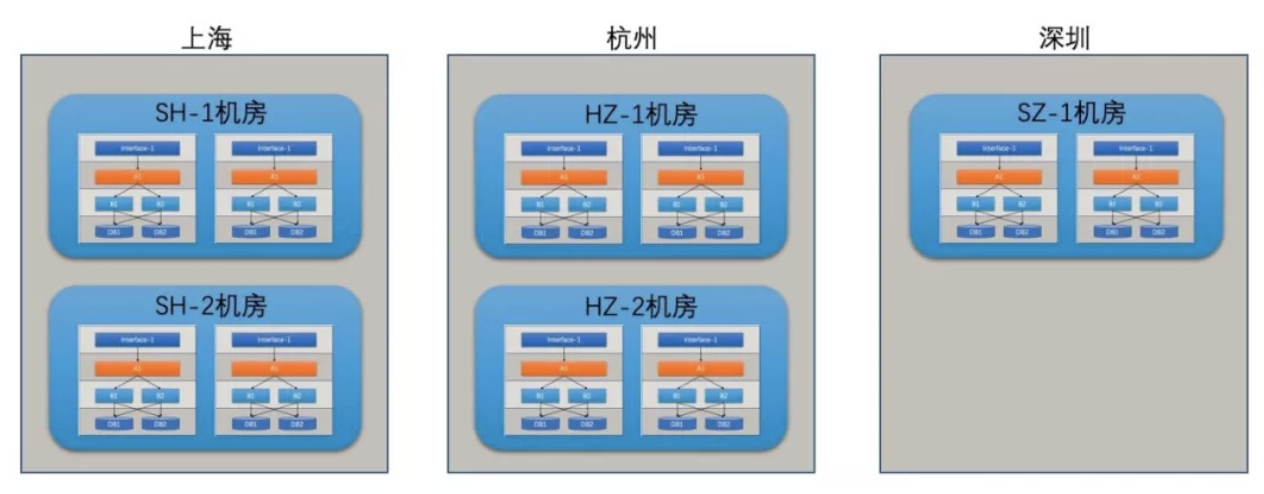 上海
杭州
深圳
SH-1机房
Interface-1
Interface-1
A1
A1
B1
B2
B1
B2
DB1
DB2
DB1
DB2
SH-2机房
Interface-1
Interface-1
A1
A1
B1
B2
B1
B2
DB1
DB2
DB1
DB2
HZ-1机房
Interface-1
Interface-1
A1
A1
B1
B2
B1
B2
DB1
DB2
DB1
DB2
HZ-2机房
Interface-1
Interface-1
A1
A1
B1
B2
B1
B2
DB1
DB2
DB1
DB2
SZ-1机房
Interface-1
Interface-1
A1
A1
B1
B2
B1
B2
DB1
DB2
DB1
DB2